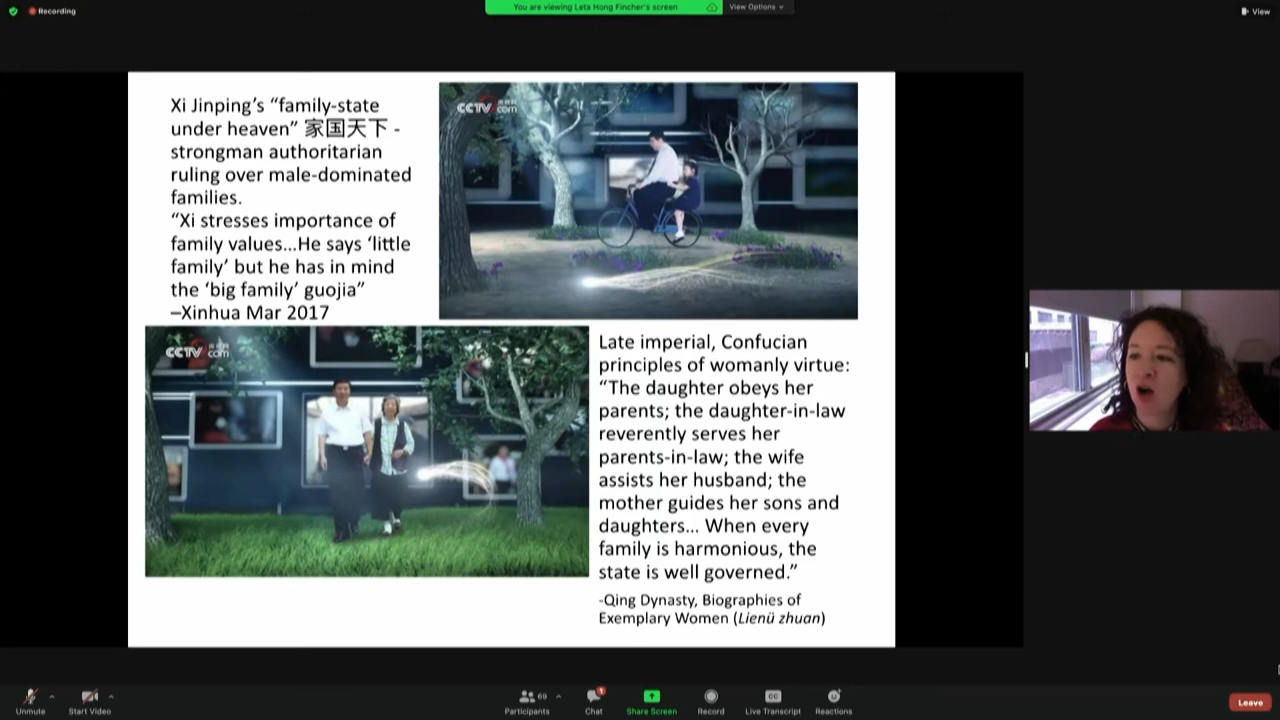 Recording
You are viewing Leta Hong Fincher's screen
View Options
View
Xi Jinping's “family-state
under heaven” 家国天下 -
strongman authoritarian
ruling over male-dominated
families.
“Xi stresses importance of
family values...He says ‘little
family’ but he has in mind
the ‘big family’ guojia”
–Xinhua Mar 2017
CCTV com
CCTV com
Late imperial, Confucian
principles of womanly virtue:
“The daughter obeys her
parents; the daughter-in-law
reverently serves her
parents-in-law; the wife
assists her husband; the
mother guides her sons and
daughters... When every
family is harmonious, the
state is well governed.”
-Qing Dynasty, Biographies of
Exemplary Women (Lienü zhuan)
Unmute
Start Video
69
Participants
1
Chat
Share Screen
Record
CC
Live Transcript
Reactions
Leave